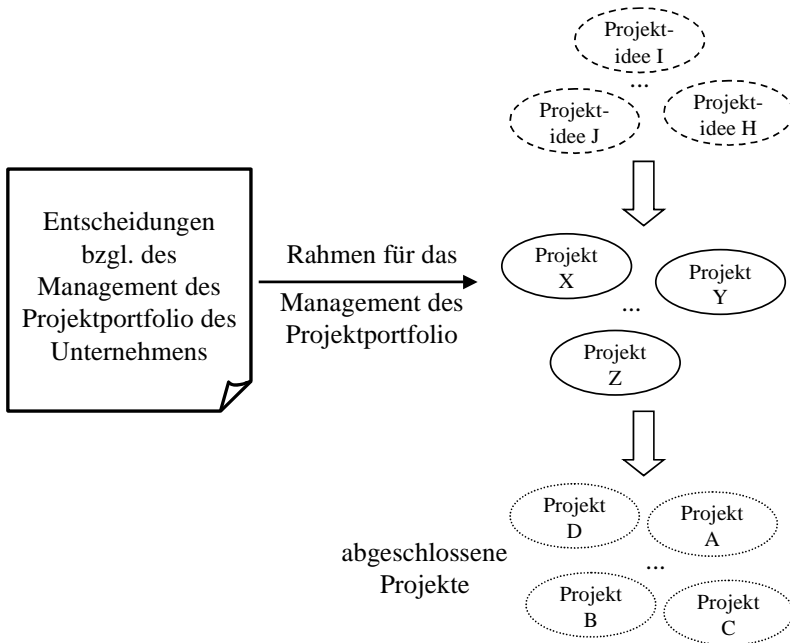 Projekt-
idee I
...
Projekt-
idee J
Projekt-
idee H
Entscheidungen
bzgl. des
Management des
Projektportfolio des
Unternehmens
Rahmen für das
Management des
Projektportfolio
Projekt
X
Projekt
Y
...
Projekt
Z
abgeschlossene
Projekte
Projekt
D
Projekt
A
...
Projekt
B
Projekt
C